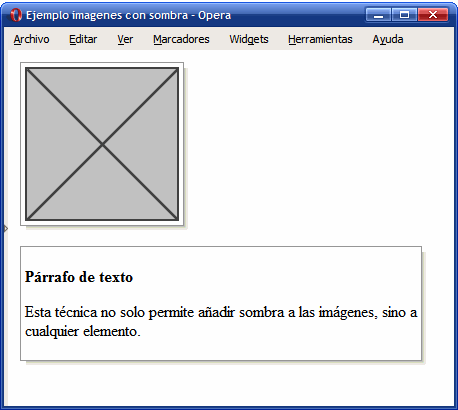 Ejemplo imagenes con sombra - Opera
Archivo Editar Ver Marcadores Widgets Herramientas Ayuda
Párrafo de texto
Esta técnica no solo permite añadir sombra a las imágenes, sino a
cualquier elemento.